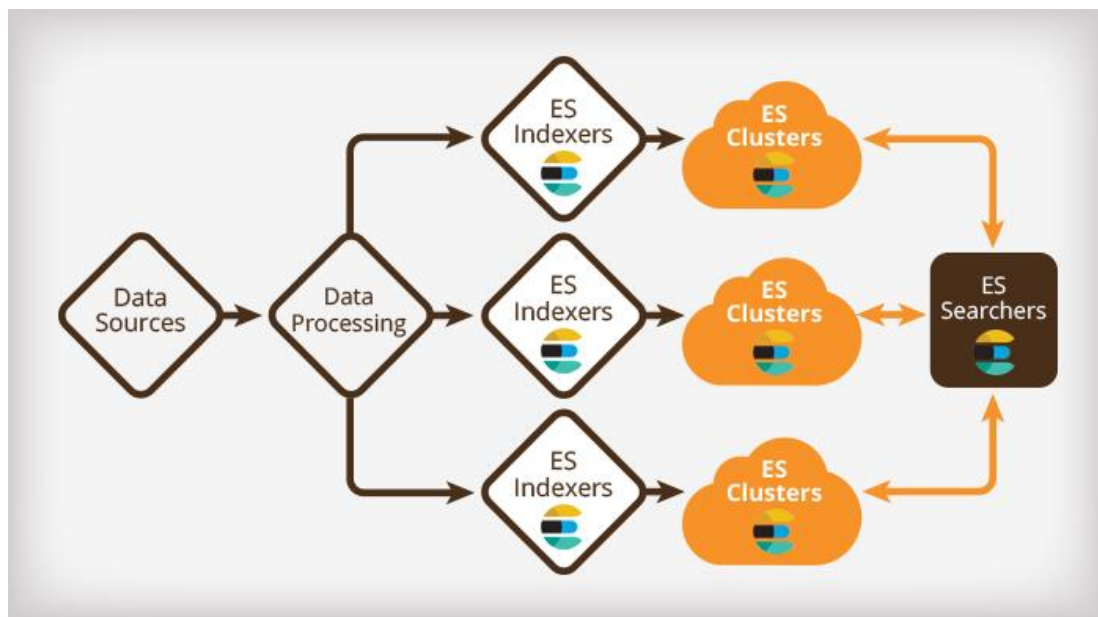 Data
Sources
Data
Processing
ES
Indexers
ES
Clusters
ES
Indexers
ES
Clusters
ES
Indexers
ES
Clusters
ES
Searchers